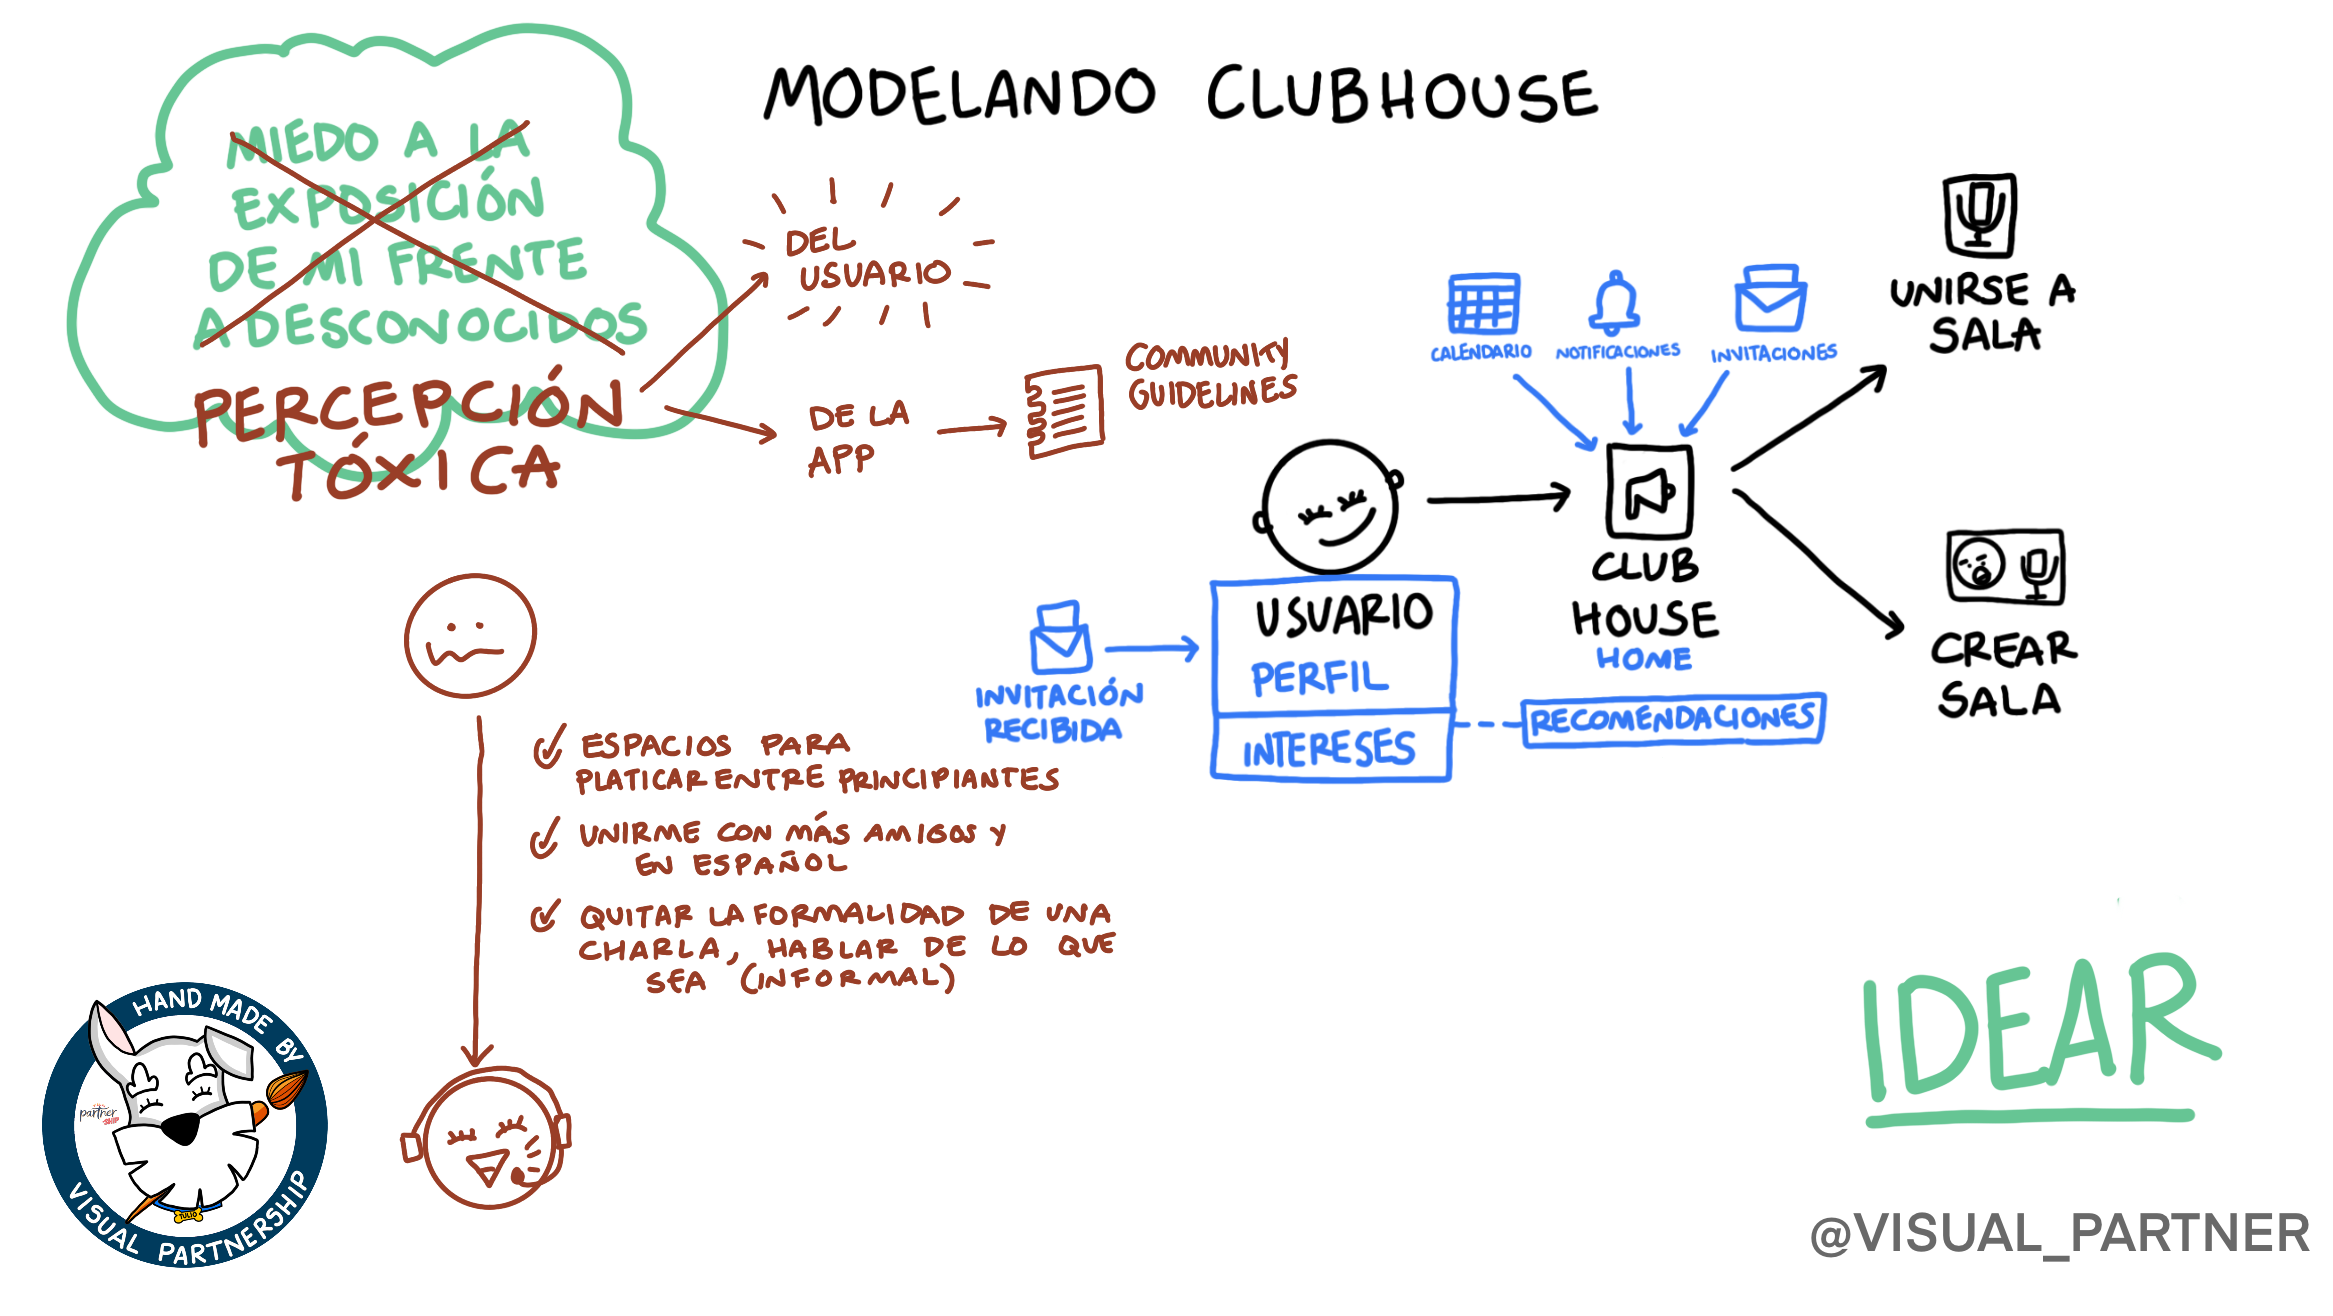 MODELANDO CLUBHOUSE
MIEDO A LA
EXPOSICIÓN
DE MI FRENTE
A DESCONOCIDOS
PERCEPCIÓN
TÓXICA
DEL
USUARIO
DE LA
APP
COMMUNITY
GUIDELINES
CALENDARIO
NOTIFICACIONES
INVITACIONES
UNIRSE A
SALA
CLUB
HOUSE
HOME
CREAR
SALA
INVITACIÓN
RECIBIDA
USUARIO
PERFIL
INTERESES
RECOMENDACIONES
ESPACIOS PARA
PLATICAR ENTRE PRINCIPIANTES
UNIRME CON MÁS AMIGOS Y
EN ESPAÑOL
QUITAR LA FORMALIDAD DE UNA
CHARLA, HABLAR DE LO QUE
SEA (INFORMAL)
IDEAR
HAND MADE BY
VISUAL PARTNERSHIP
partner
SHIP
TULIO
@VISUAL_PARTNER